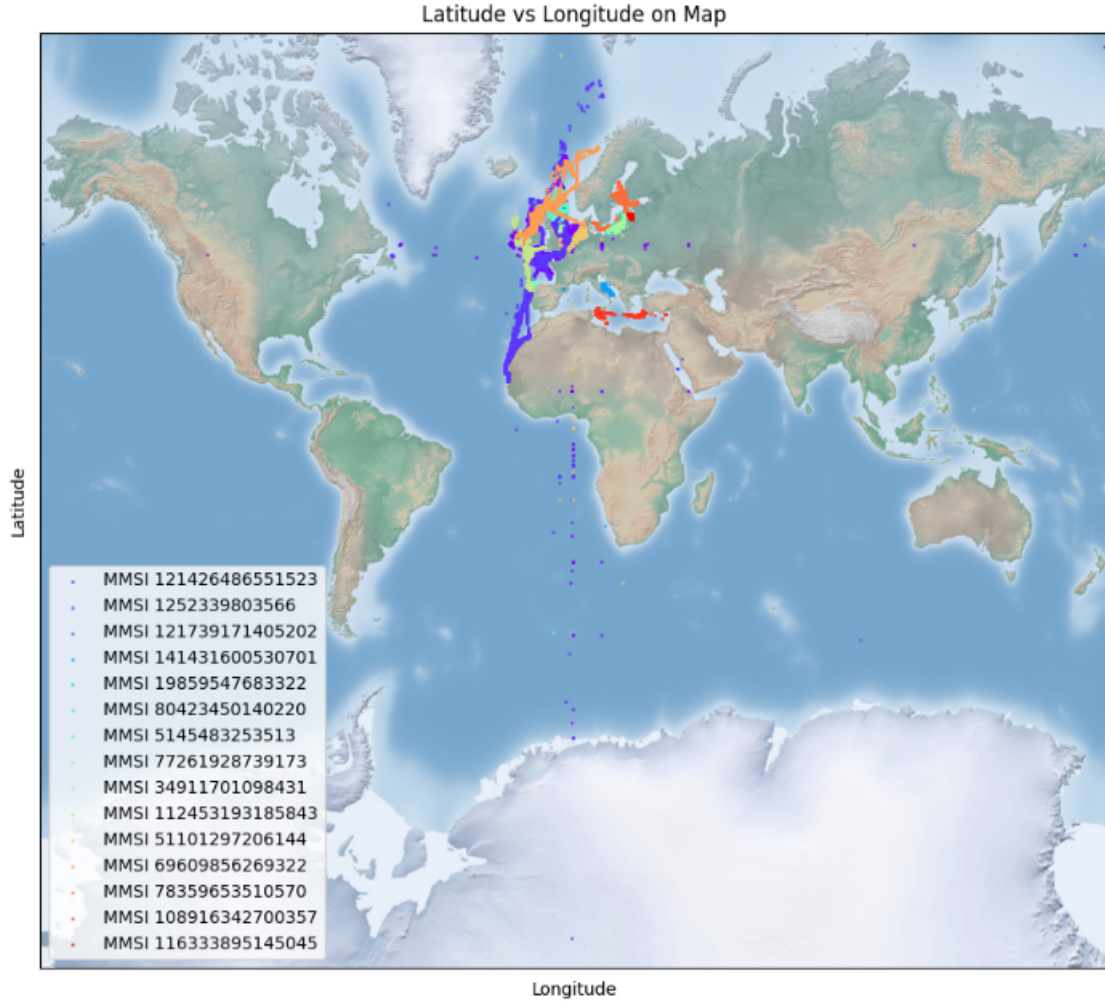 Latitude vs Longitude on Map
Latitude
MMSI 121426486551523
MMSI 1252339803566
MMSI 121739171405202
MMSI 141431600530701
MMSI 19859547683322
MMSI 80423450140220
MMSI 5145483253513
MMSI 77261928739173
MMSI 34911701098431
MMSI 112453193185843
MMSI 51101297206144
MMSI 69609856269322
MMSI 78359653510570
MMSI 108916342700357
MMSI 116333895145045
Longitude